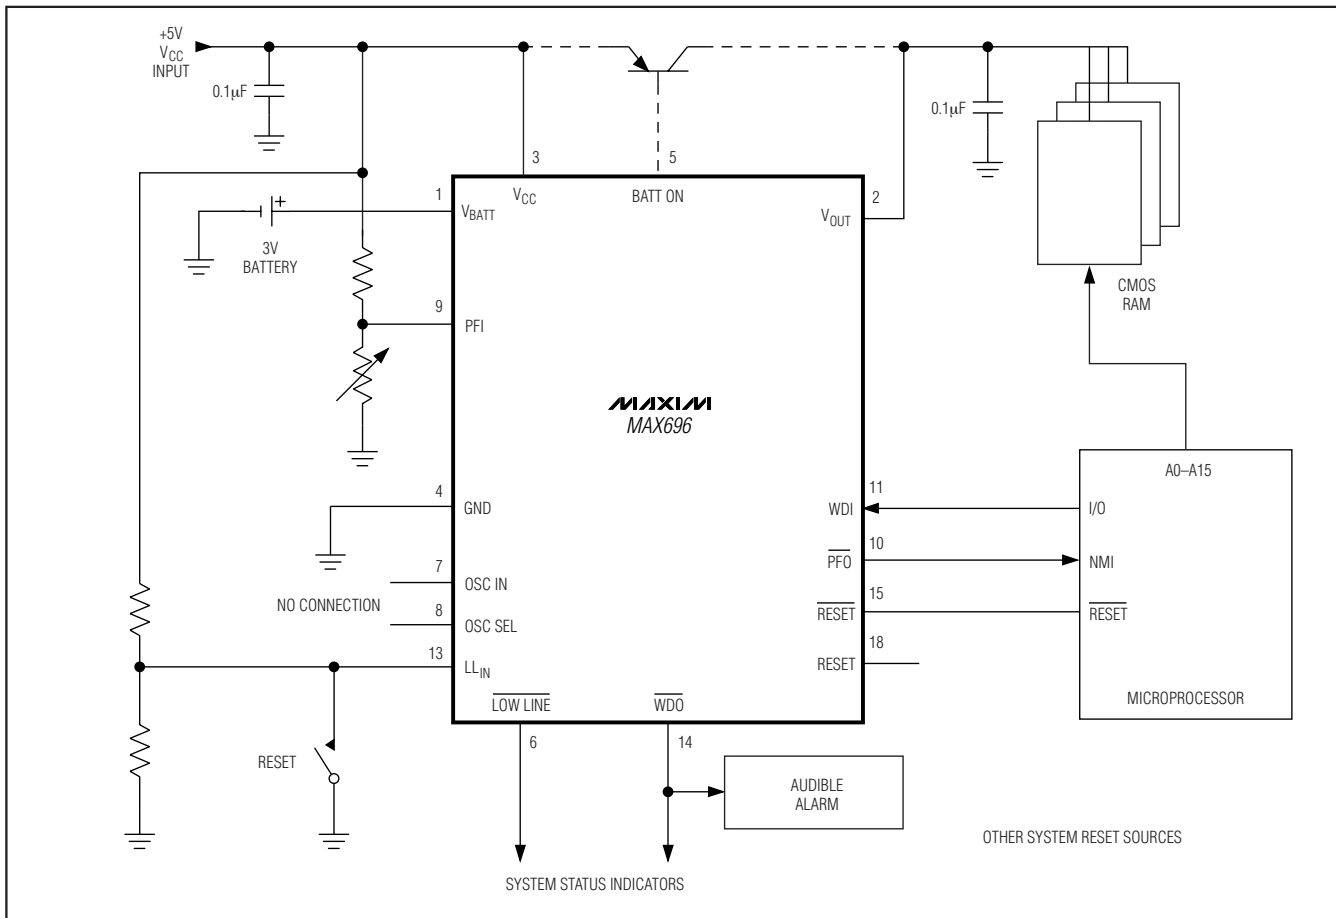 +5V
VCC
INPUT
0.1µF
0.1µF
3
5
1
VCC
BATT ON
2
VBATT
VOUT
+
3V
BATTERY
CMOS
RAM
9
PFI
MAXIM
MAX696
A0–A15
4
11
GND
WDI
I/O
10
PFO
NMI
7
OSC IN
15
NO CONNECTION
RESET
RESET
8
OSC SEL
18
13
LLIN
RESET
LOW LINE
WDO
MICROPROCESSOR
6
14
RESET
AUDIBLE
ALARM
OTHER SYSTEM RESET SOURCES
SYSTEM STATUS INDICATORS